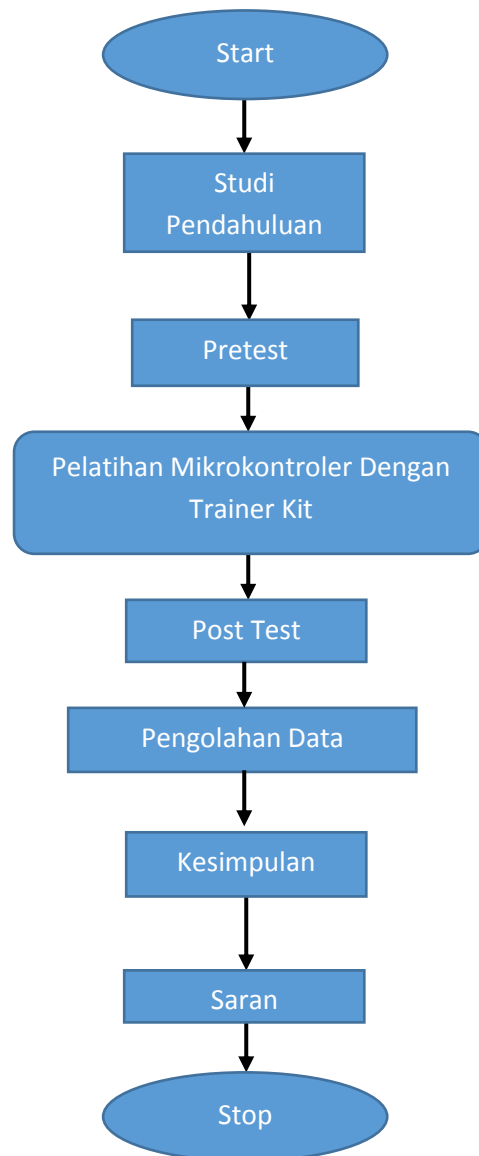 Start
Studi
Pendahuluan
Pretest
Pelatihan Mikrokontroler Dengan
Trainer Kit
Post Test
Pengolahan Data
Kesimpulan
Saran
Stop